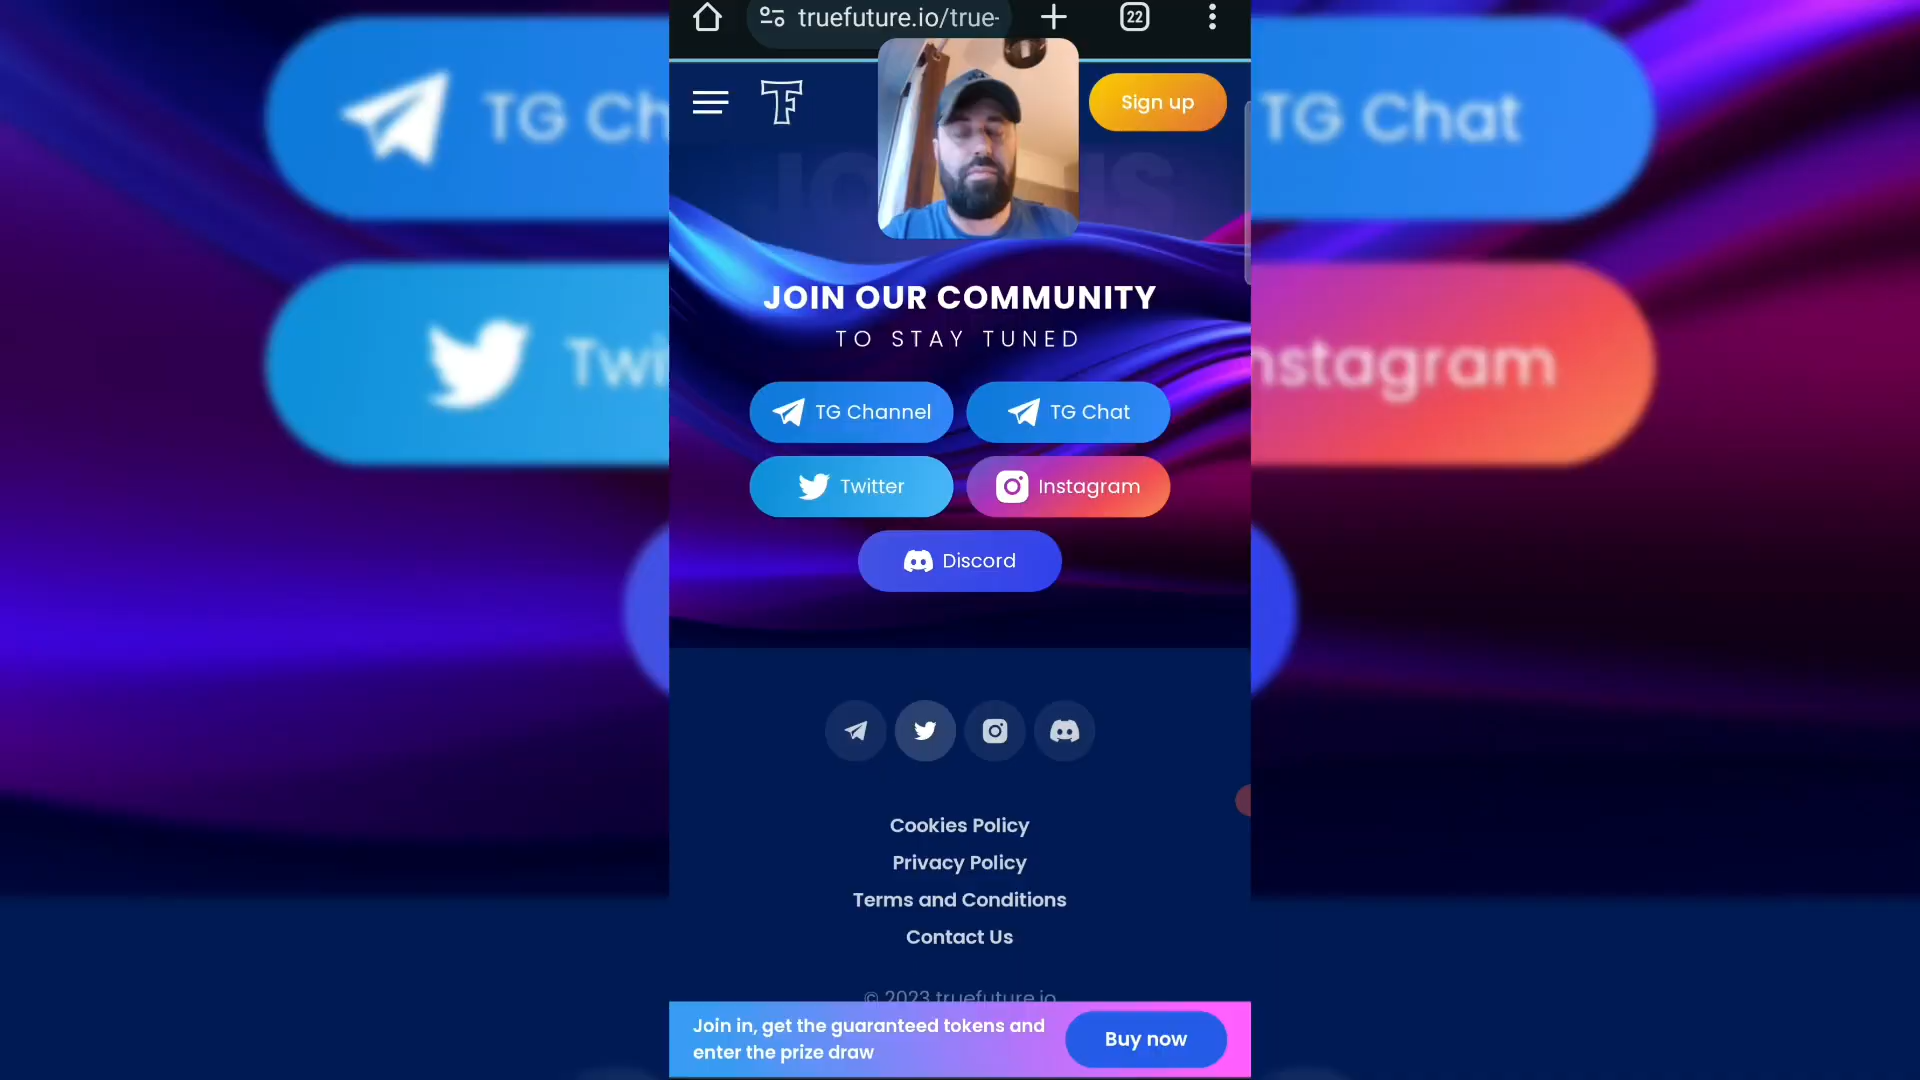 truefuture.io/true-
22
TF
Sign up
JOIN OUR COMMUNITY
TO STAY TUNED
TG Channel
TG Chat
Twitter
Instagram
Discord
Cookies Policy
Privacy Policy
Terms and Conditions
Contact Us
© 2023 truefuture.io
Join in, get the guaranteed tokens and
enter the prize draw
Buy now
TG Ch
TG Chat
Twi
nstagram